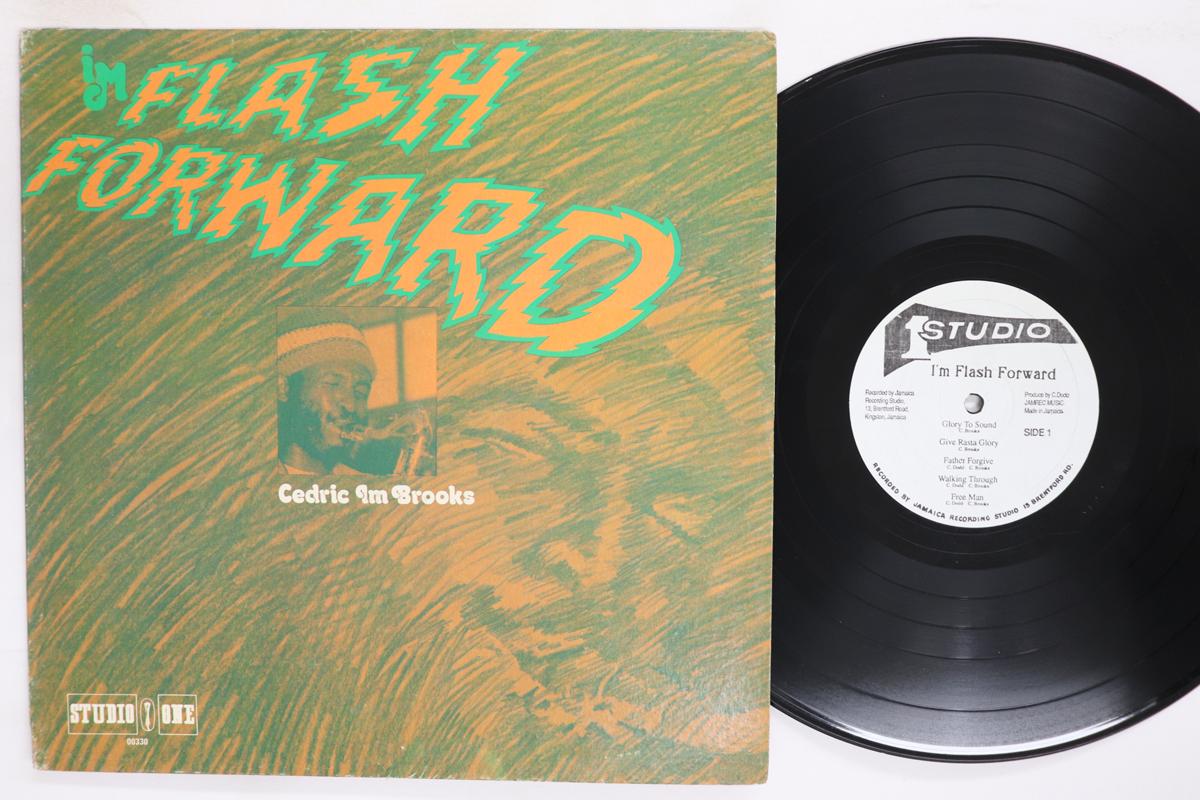 iM FLASH
FORWARD
Cedric Im Brooks
STUDIO ONE
00330
1 STUDIO
I'm Flash Forward
Recorded by Jamaica
Recording Studio,
13, Brentford Road,
Kingston, Jamaica
Produce by C.Dodd
JAMREC MUSIC
Made in Jamaica
SIDE 1
Glory To Sound
C. Brooks
Give Rasta Glory
C. Brooks
Father Forgive
C. Dodd C. Brooks
Walking Through
C. Dodd C. Brooks
Free Man
C. Dodd C. Brooks
RECORDED BY JAMAICA RECORDING STUDIO 13 BRENTFORD RD.